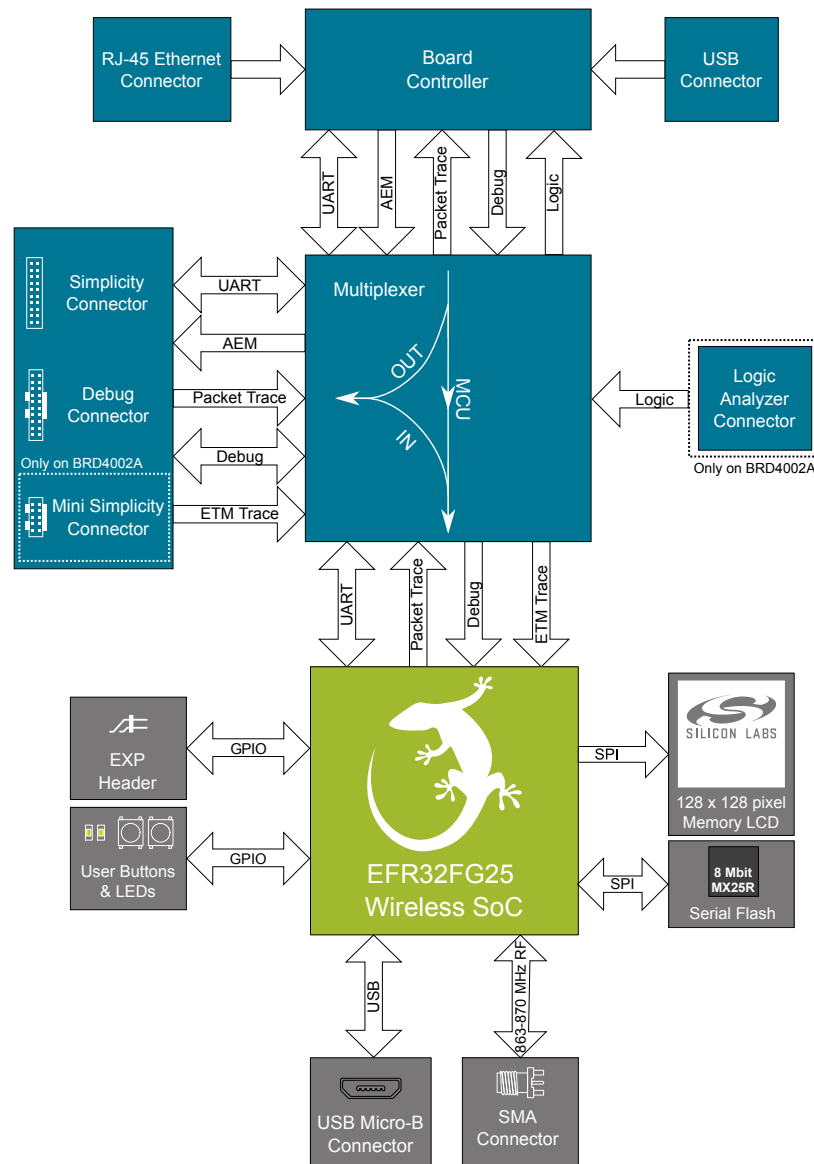 RJ-45 Ethernet
Connector
Board
Controller
USB
Connector
UART
AEM
Packet Trace
Debug
Logic
Simplicity
Connector
Debug
Connector
Only on BRD4002A
Mini Simplicity
Connector
UART
AEM
Packet Trace
Debug
ETM Trace
Multiplexer
OUT
MCU
IN
Logic
Logic
Analyzer
Connector
Only on BRD4002A
UART
Packet Trace
Debug
ETM Trace
EXP
Header
GPIO
User Buttons
& LEDs
GPIO
EFR32FG25
Wireless SoC
SPI
SILICON LABS
128 x 128 pixel
Memory LCD
SPI
8 Mbit
MX25R
Serial Flash
USB
863-870 MHz RF
USB Micro-B
Connector
SMA
Connector